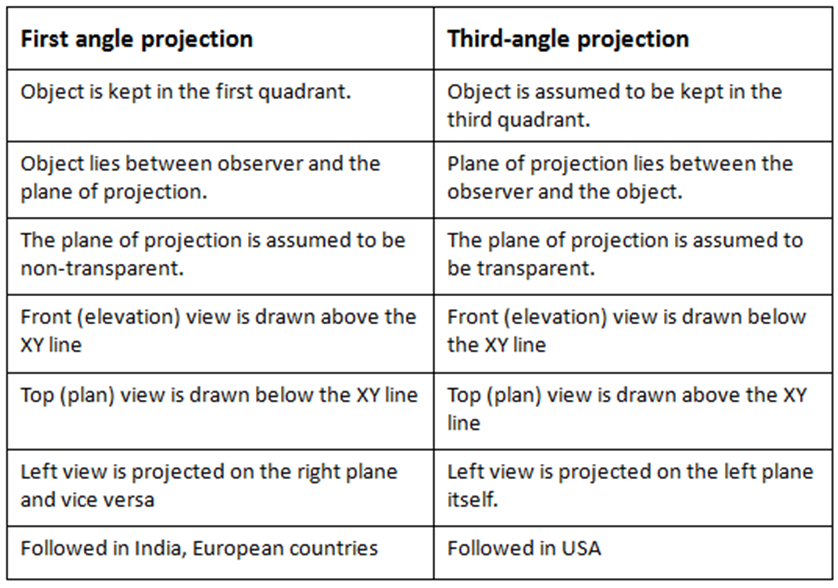 First angle projection
Third-angle projection
Object is kept in the first quadrant.
Object is assumed to be kept in the
third quadrant.
Object lies between observer and the
plane of projection.
Plane of projection lies between the
observer and the object.
The plane of projection is assumed to be
non-transparent.
The plane of projection is assumed to
be transparent.
Front (elevation) view is drawn above the
XY line
Front (elevation) view is drawn below
the XY line
Top (plan) view is drawn below the XY line
Top (plan) view is drawn above the XY
line
Left view is projected on the right plane
and vice versa
Left view is projected on the left plane
itself.
Followed in India, European countries
Followed in USA